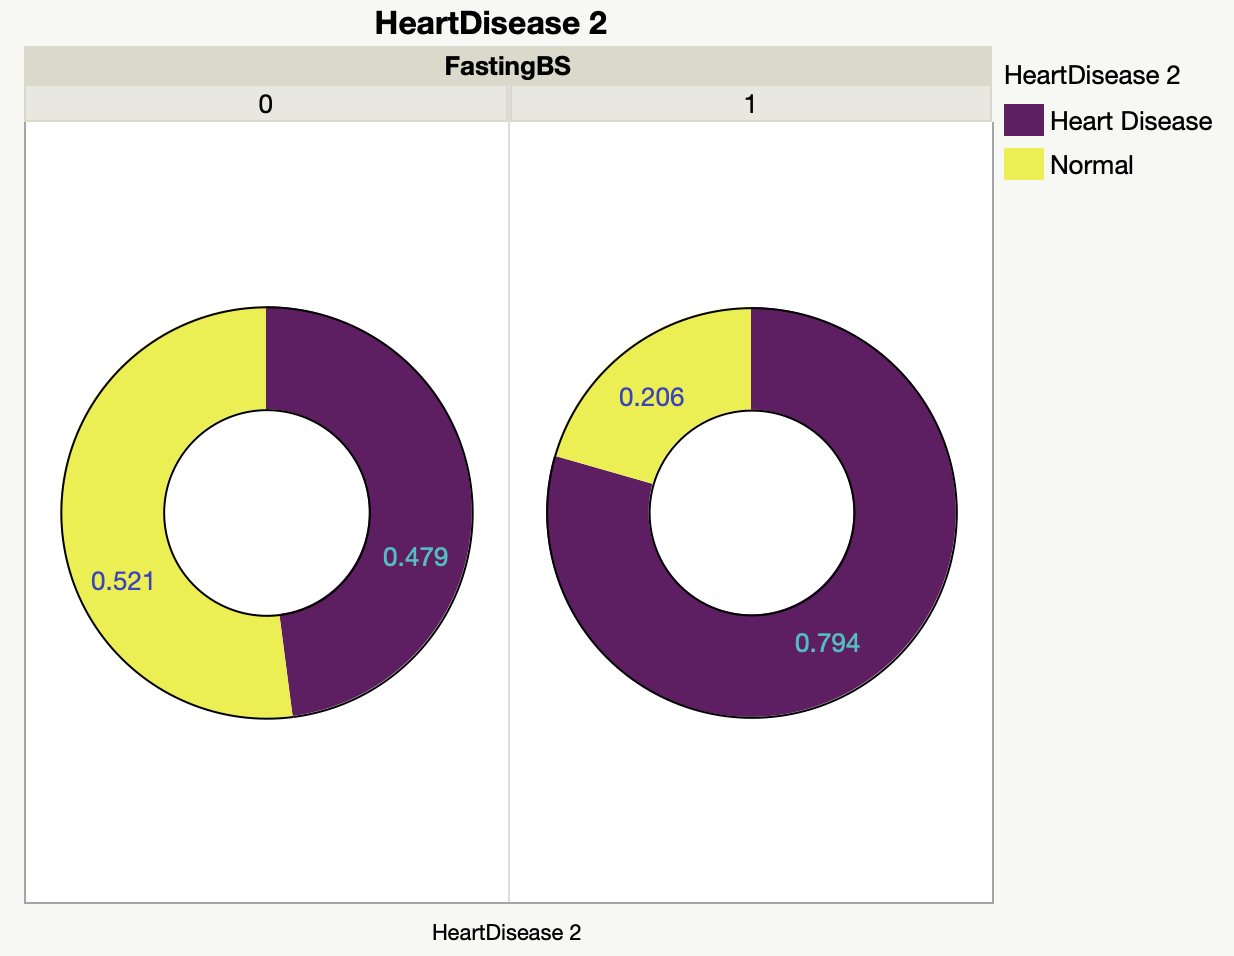 HeartDisease 2
FastingBS
0
1
HeartDisease 2
Heart Disease
Normal
0.521
0.479
0.206
0.794
HeartDisease 2